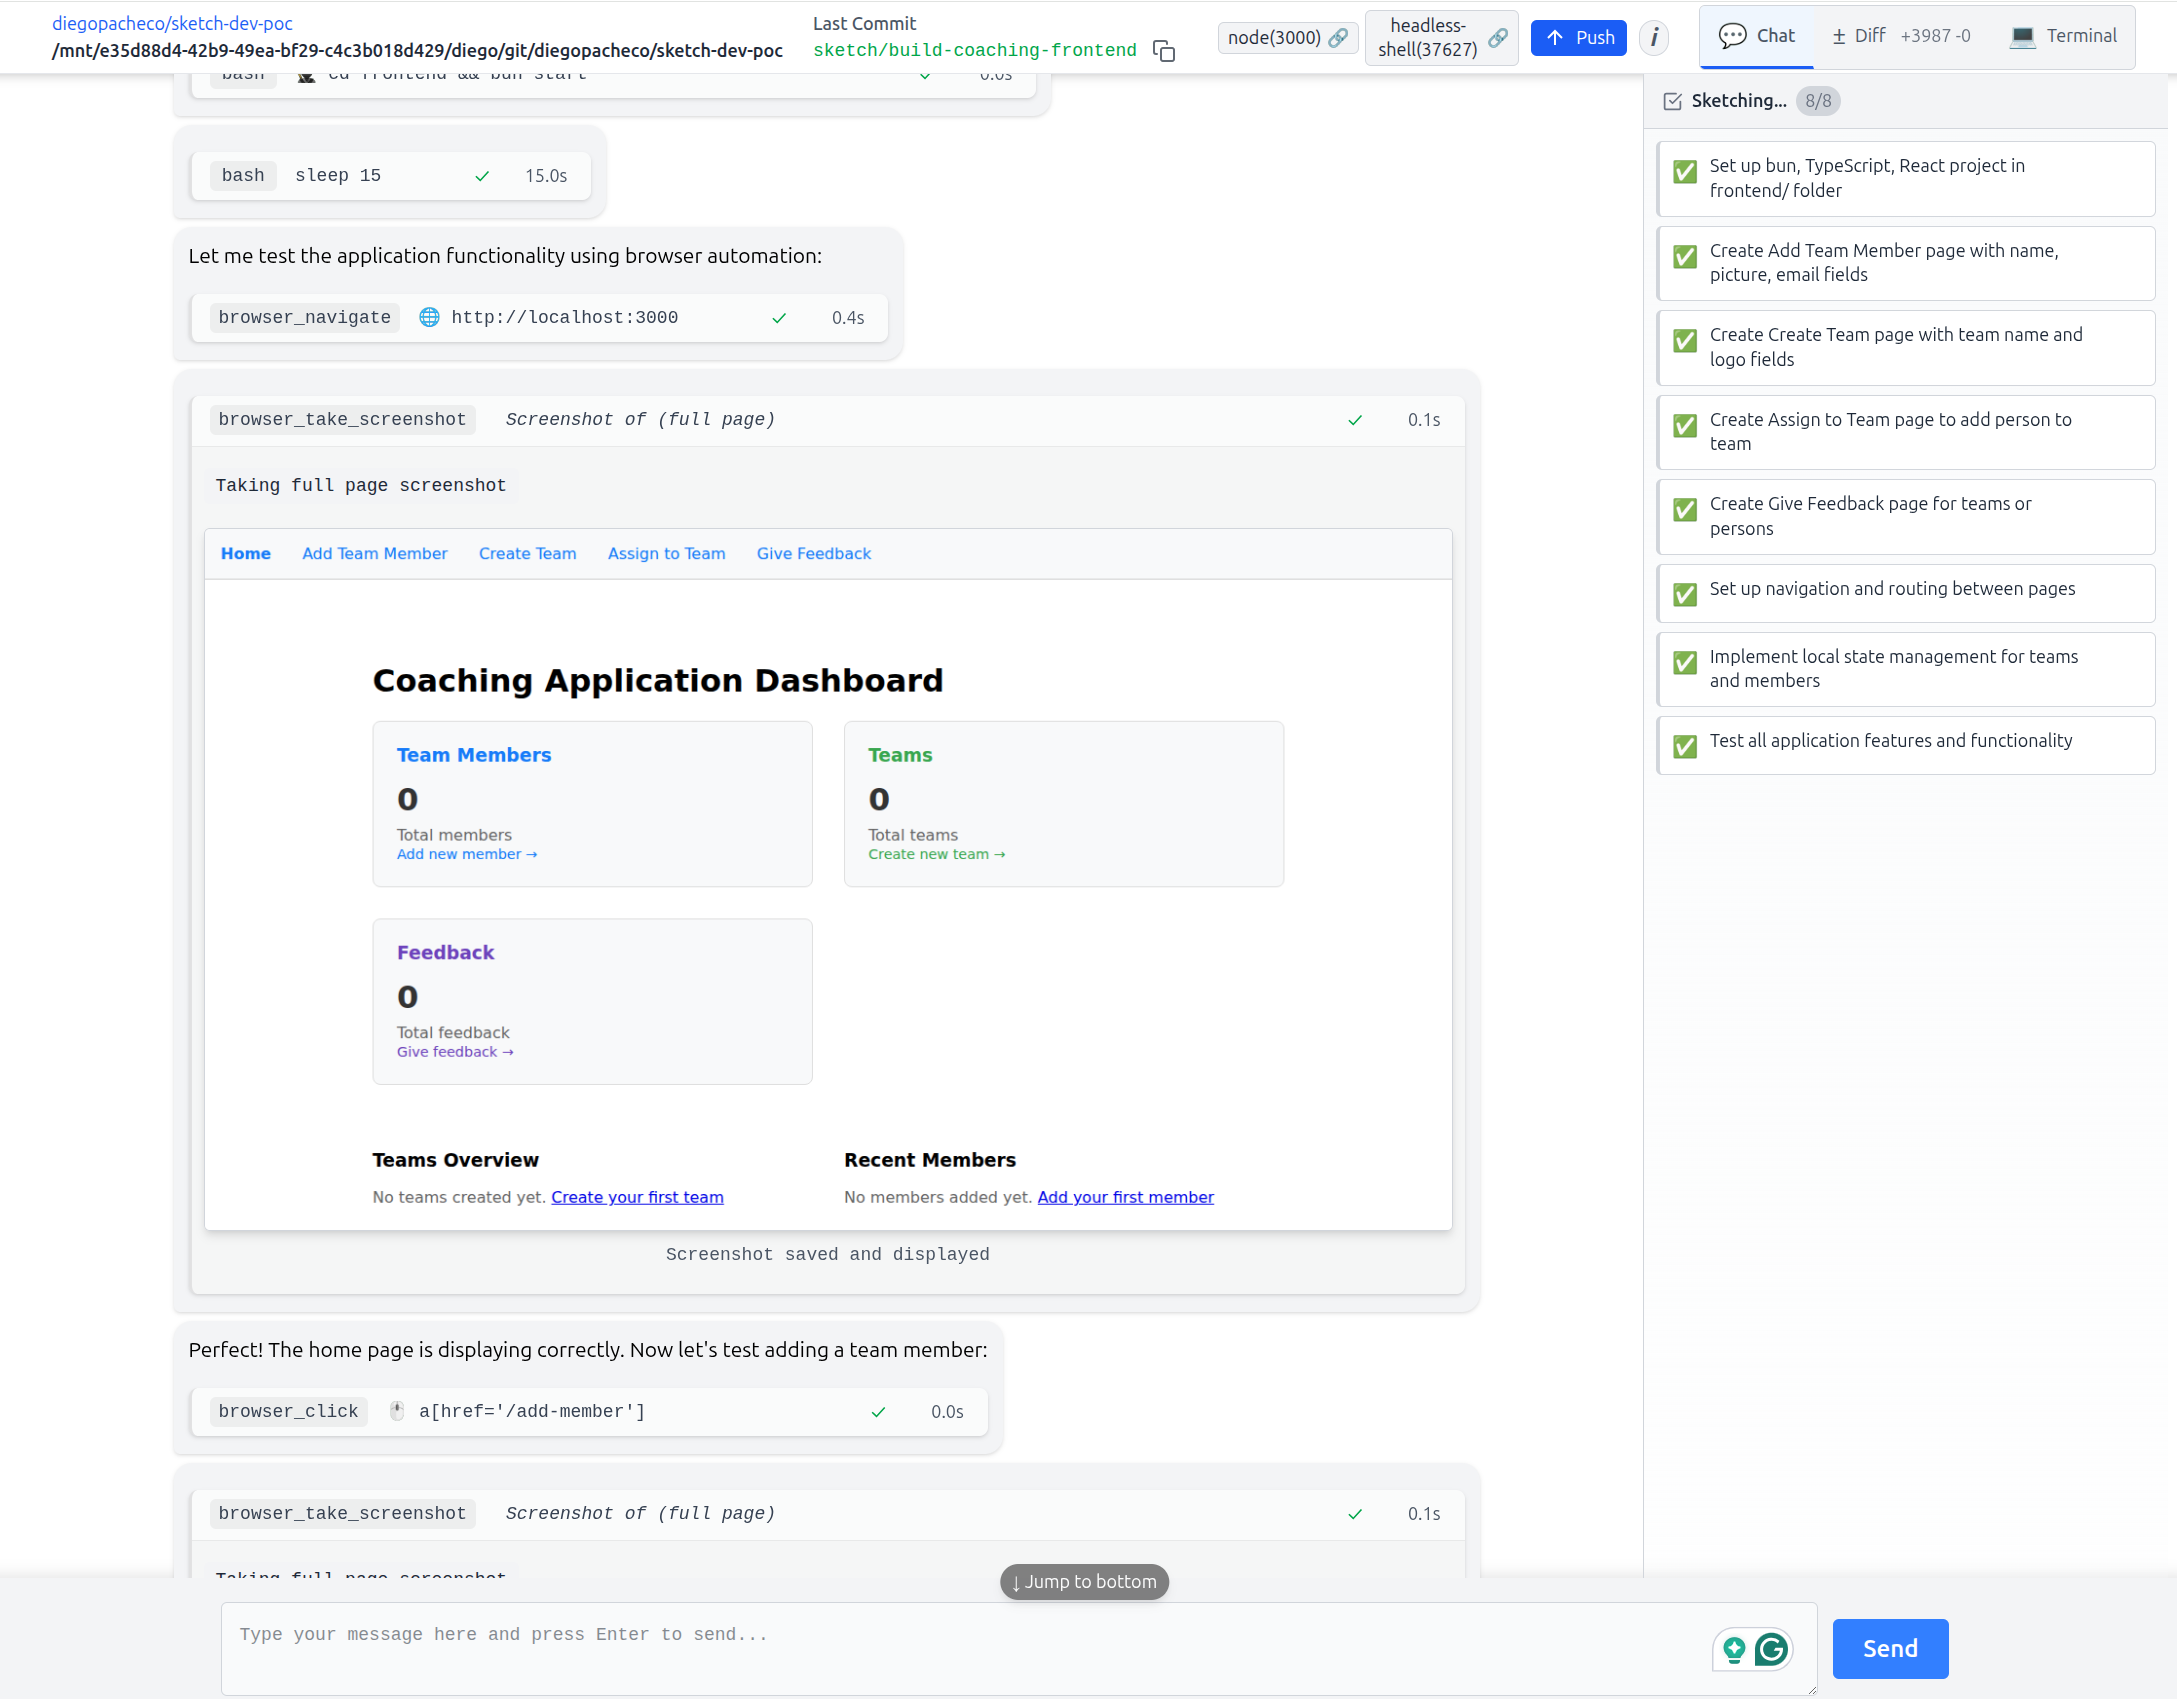 diegopacheco/sketch-dev-poc
/mnt/e35d88d4-42b9-49ea-bf29-c4c3b018d429/diego/git/diegopacheco/sketch-dev-poc
Last Commit
sketch/build-coaching-frontend
node(3000)
headless-
shell(37627)
Push
i
Chat
± Diff +3987 -0
Terminal
bash cd frontend && bun start 0.0s
bash sleep 15 15.0s
Let me test the application functionality using browser automation:
browser_navigate http://localhost:3000 0.4s
browser_take_screenshot Screenshot of (full page) 0.1s
Taking full page screenshot
Home Add Team Member Create Team Assign to Team Give Feedback
Coaching Application Dashboard
Team Members
0
Total members
Add new member →
Teams
0
Total teams
Create new team →
Feedback
0
Total feedback
Give feedback →
Teams Overview
No teams created yet. Create your first team
Recent Members
No members added yet. Add your first member
Screenshot saved and displayed
Perfect! The home page is displaying correctly. Now let's test adding a team member:
browser_click a[href='/add-member'] 0.0s
browser_take_screenshot Screenshot of (full page) 0.1s
Taking full page screenshot
↓ Jump to bottom
Type your message here and press Enter to send...
G
Send
Sketching... 8/8
Set up bun, TypeScript, React project in
frontend/ folder
Create Add Team Member page with name,
picture, email fields
Create Create Team page with team name and
logo fields
Create Assign to Team page to add person to
team
Create Give Feedback page for teams or
persons
Set up navigation and routing between pages
Implement local state management for teams
and members
Test all application features and functionality